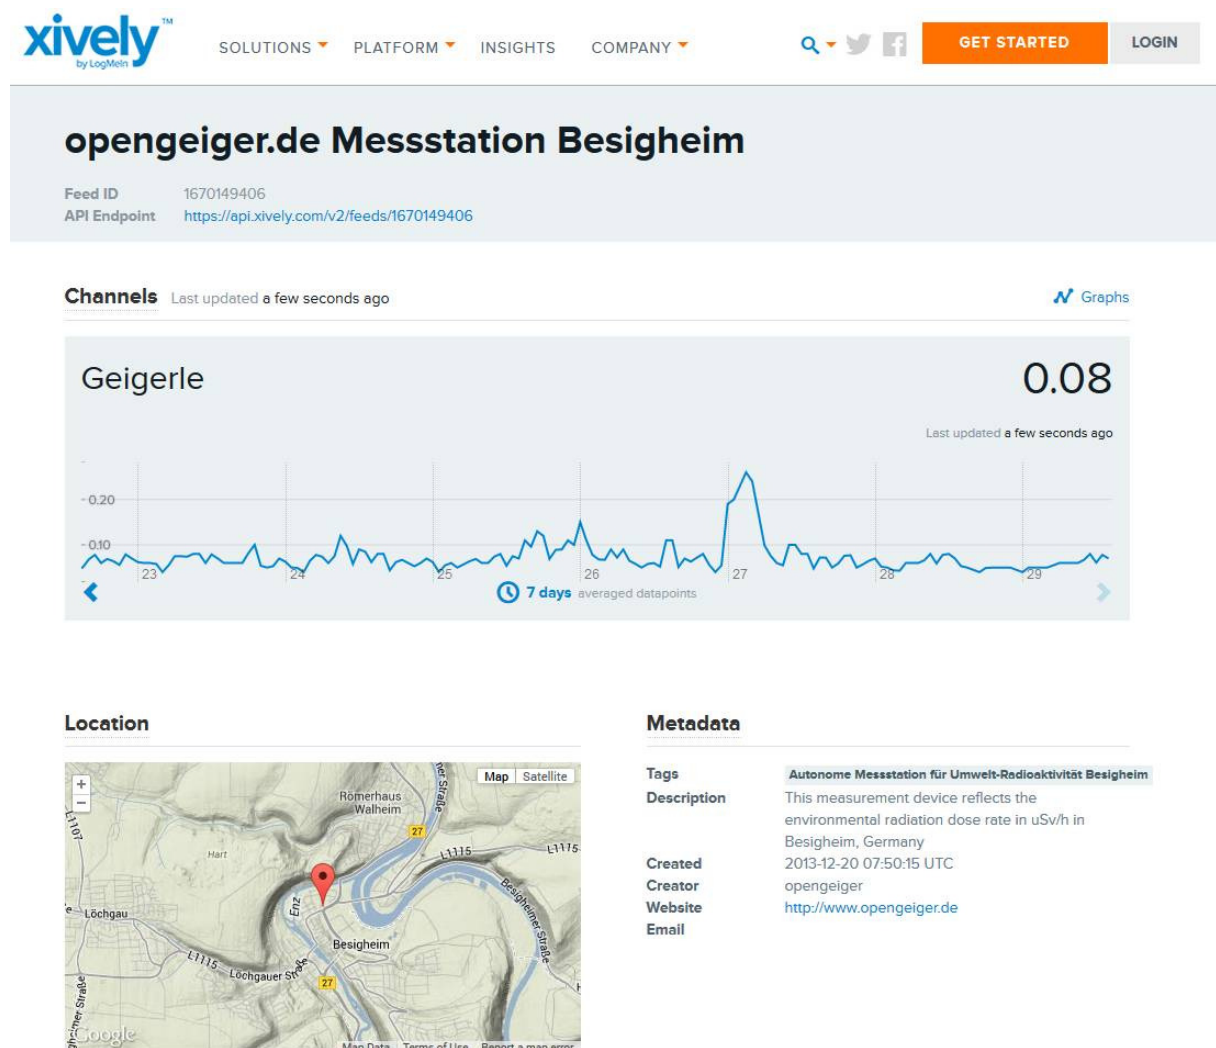 xively™
by LogMeIn
SOLUTIONS PLATFORM INSIGHTS COMPANY GET STARTED LOGIN
opengeiger.de Messstation Besigheim
Feed ID 1670149406
API Endpoint https://api.xively.com/v2/feeds/1670149406
Channels Last updated a few seconds ago Graphs
Geigerle 0.08
Last updated a few seconds ago
0.20
0.10
23 24 25 26 27 28 29
7 days averaged datapoints
Location
Map Satellite
+
−
Römerhaus
Walheim
27
L1107
Hart
L1115
L1115
Besigheimer Straße
Enz
Löchgau
Besigheim
L1115
Löchgauer Straß
27
Google
Map Data Terms of Use Report a map error
Metadata
Tags Autonome Messstation für Umwelt-Radioaktivität Besigheim
Description This measurement device reflects the
environmental radiation dose rate in uSv/h in
Besigheim, Germany
Created 2013-12-20 07:50:15 UTC
Creator opengeiger
Website http://www.opengeiger.de
Email